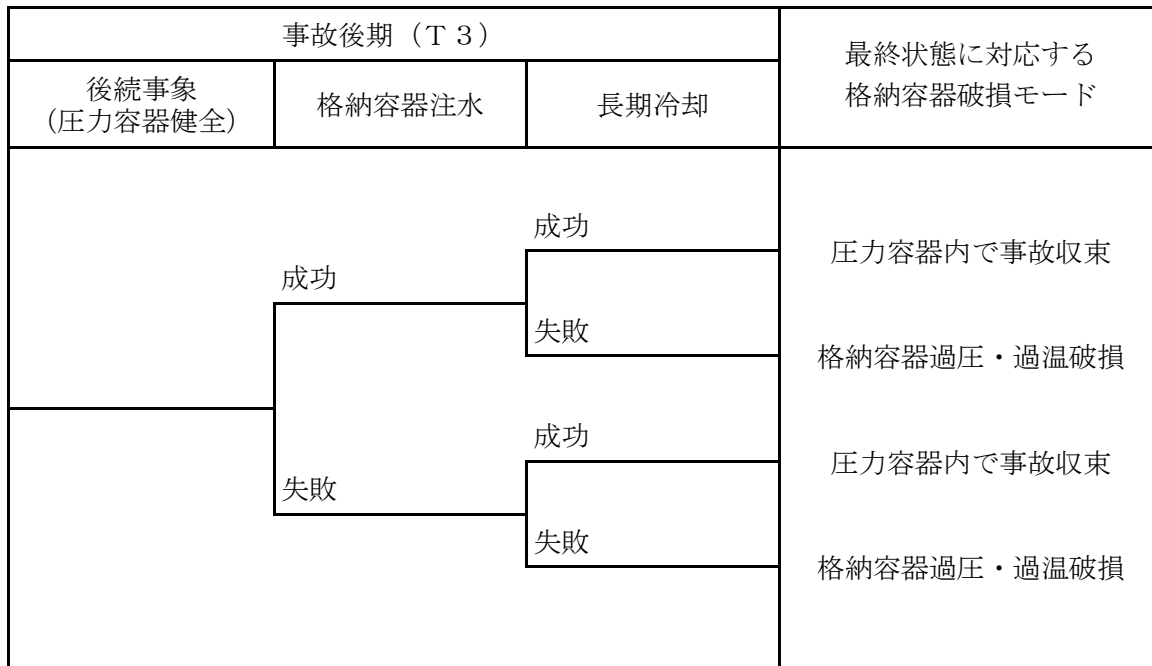 事故後期（Ｔ３）
最終状態に対応する
格納容器破損モード
後続事象
(圧力容器健全)
格納容器注水
長期冷却
成功
圧力容器内で事故収束
成功
失敗
格納容器過圧・過温破損
成功
圧力容器内で事故収束
失敗
失敗
格納容器過圧・過温破損